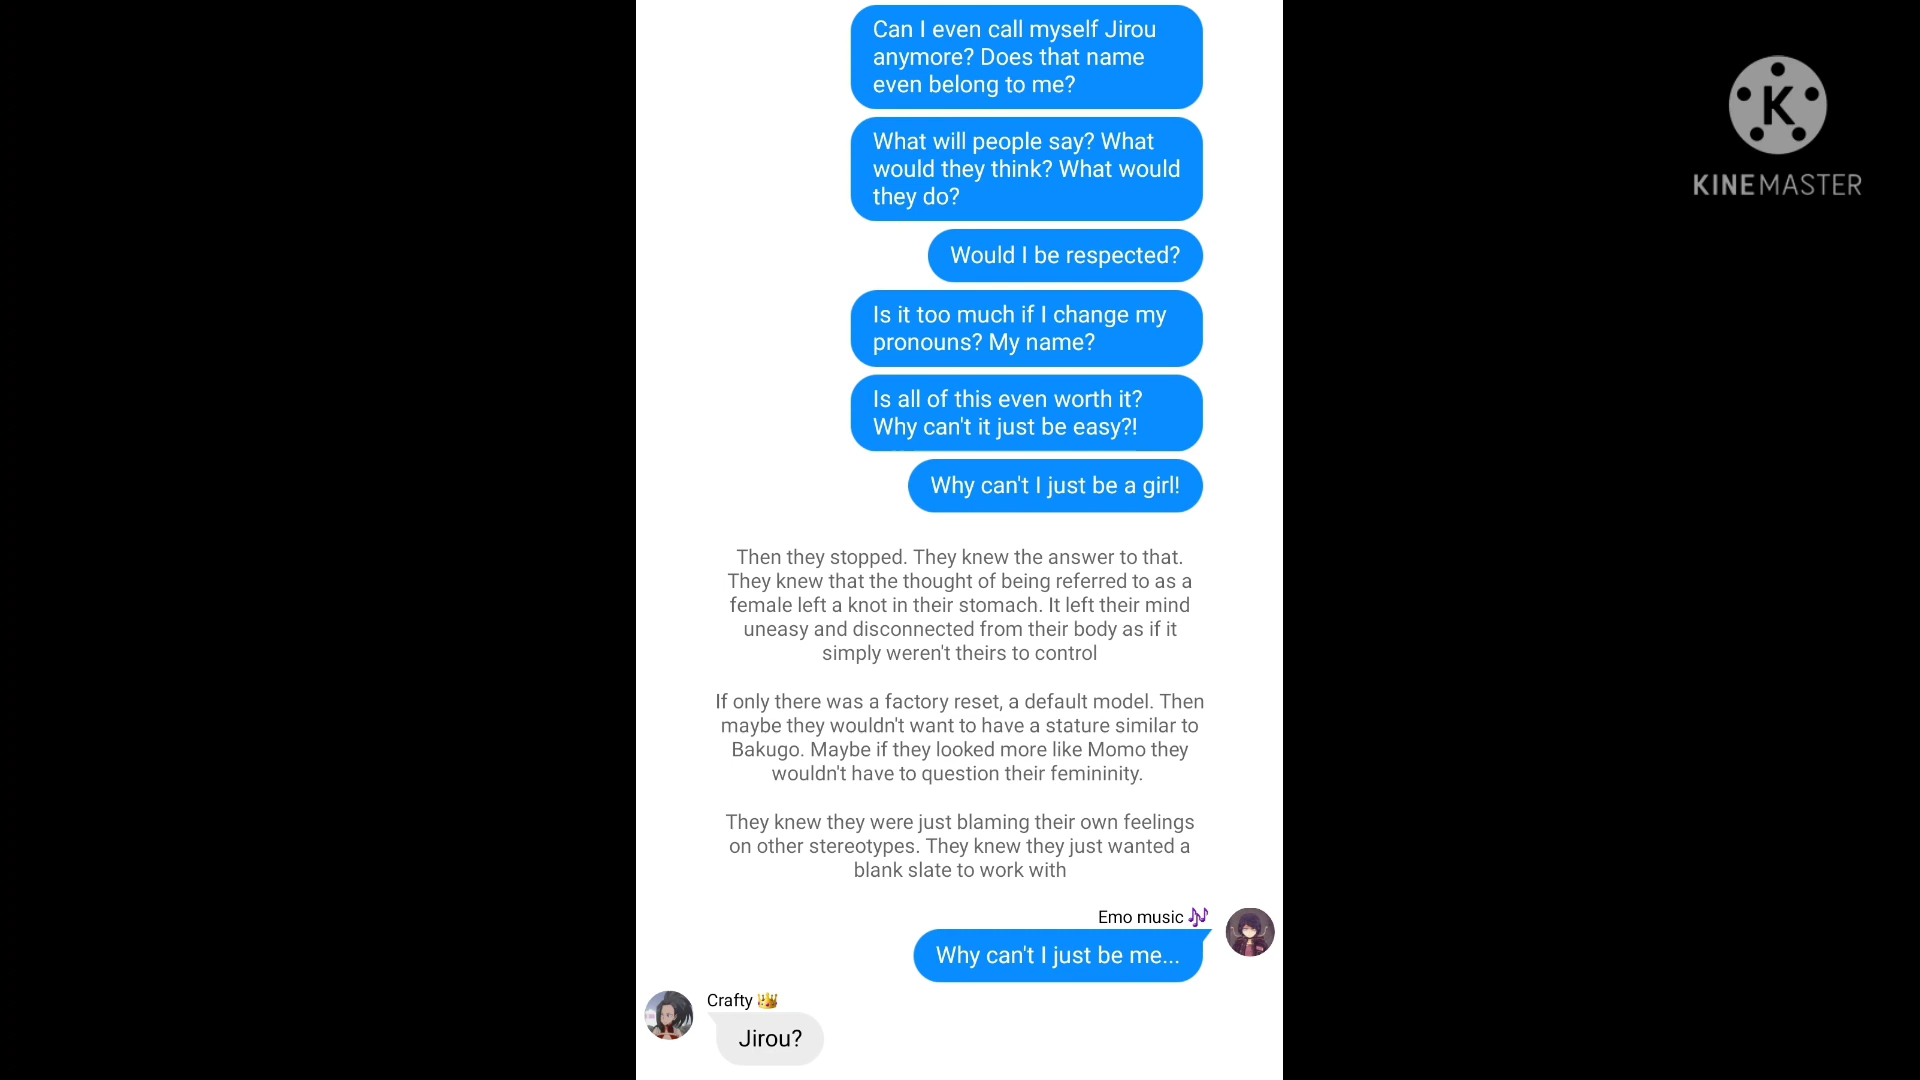 Can I even call myself Jirou
anymore? Does that name
even belong to me?
What will people say? What
would they think? What would
they do?
Would I be respected?
Is it too much if I change my
pronouns? My name?
Is all of this even worth it?
Why can't it just be easy?!
Why can't I just be a girl!
Then they stopped. They knew the answer to that.
They knew that the thought of being referred to as a
female left a knot in their stomach. It left their mind
uneasy and disconnected from their body as if it
simply weren't theirs to control
If only there was a factory reset, a default model. Then
maybe they wouldn't want to have a stature similar to
Bakugo. Maybe if they looked more like Momo they
wouldn't have to question their femininity.
They knew they were just blaming their own feelings
on other stereotypes. They knew they just wanted a
blank slate to work with
Emo music 🎶
Why can't I just be me...
Crafty 👑
Jirou?
K
KINEMASTER